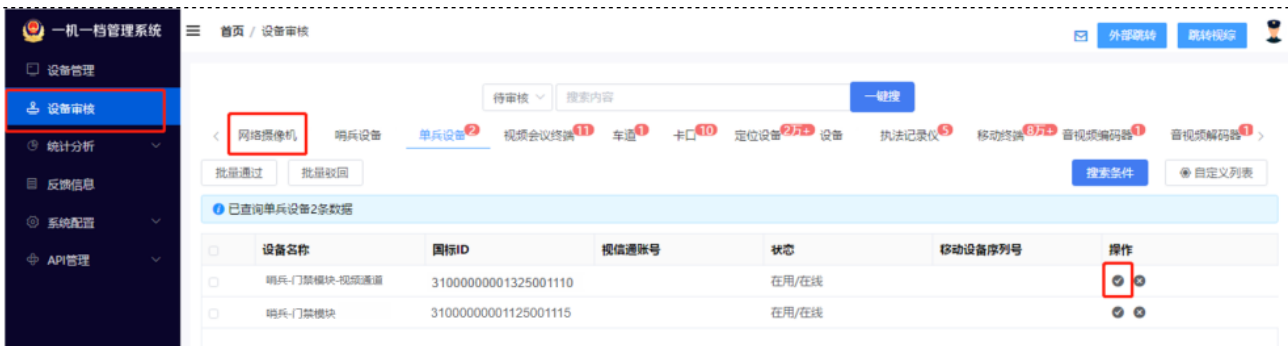 一机一档管理系统
首页 / 设备审核
外部跳转
跳转视综
设备管理
设备审核
统计分析
反馈信息
系统配置
API管理
待审核
搜索内容
一键搜
网络摄像机
哨兵设备
单兵设备 2
视频会议终端 11
车道 1
卡口 10
定位设备 2万+
设备
执法记录仪 5
移动终端 8万+
音视频编码器 1
音视频解码器 1
批量通过
批量驳回
搜索条件
自定义列表
已查询单兵设备2条数据
设备名称 国标ID 视信通账号 状态 移动设备序列号 操作
哨兵-门禁模块-视频通道 31000000001325001110 在用/在线
哨兵-门禁模块 31000000001125001115 在用/在线